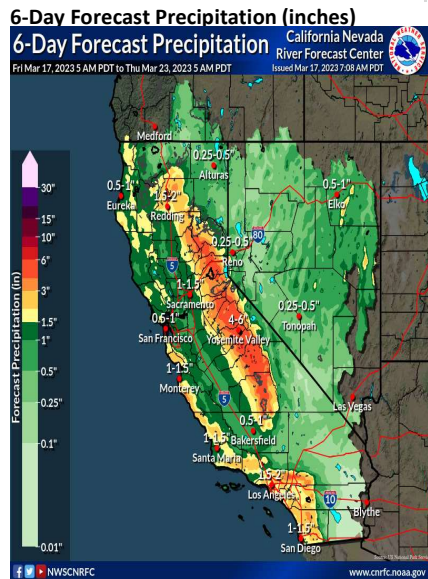 6-Day Forecast Precipitation (inches)
6-Day Forecast Precipitation
California Nevada
River Forecast Center
Fri Mar 17, 2023 5 AM PDT to Thu Mar 23, 2023 5 AM PDT
Issued Mar 17, 2023 7:08 AM PDT
Medford
0.25-0.5"
Alturas
0.5-1"
Eureka
1.5-2"
Redding
0.5-1"
Elko
80
0.25-0.5"
Reno
5
1-1.5"
Sacramento
0.5-1"
San Francisco
4-6"
Yosemite Valley
0.25-0.5"
Tonopah
1-1.5"
Monterey
5
Las Vegas
0.5-1"
Bakersfield
1-1.5"
Santa Maria
1.5-2"
Los Angeles
10
Blythe
1-1.5"
San Diego
Forecast Precipitation (in)
30"
15"
10"
6"
3"
1.5"
1"
0.5"
0.25"
0.1"
0.01"
NWSCNRFC
www.cnrfc.noaa.gov